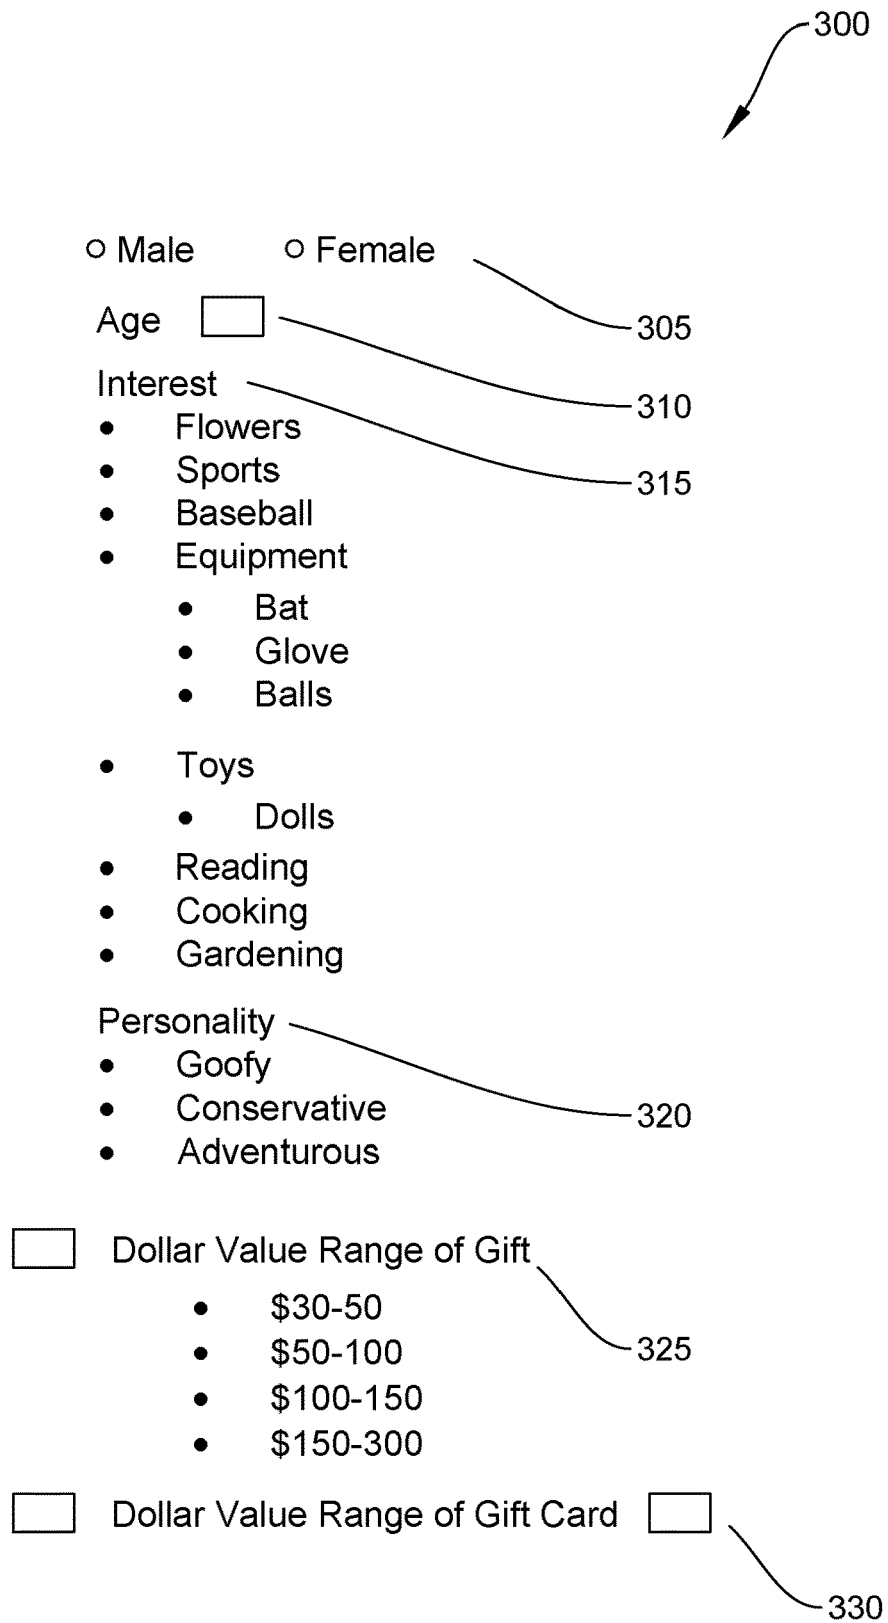 300
Male Female
305
Age
310
Interest
315
• Flowers
• Sports
• Baseball
• Equipment
• Bat
• Glove
• Balls
• Toys
• Dolls
• Reading
• Cooking
• Gardening
Personality
320
• Goofy
• Conservative
• Adventurous
Dollar Value Range of Gift
325
• $30-50
• $50-100
• $100-150
• $150-300
Dollar Value Range of Gift Card
330